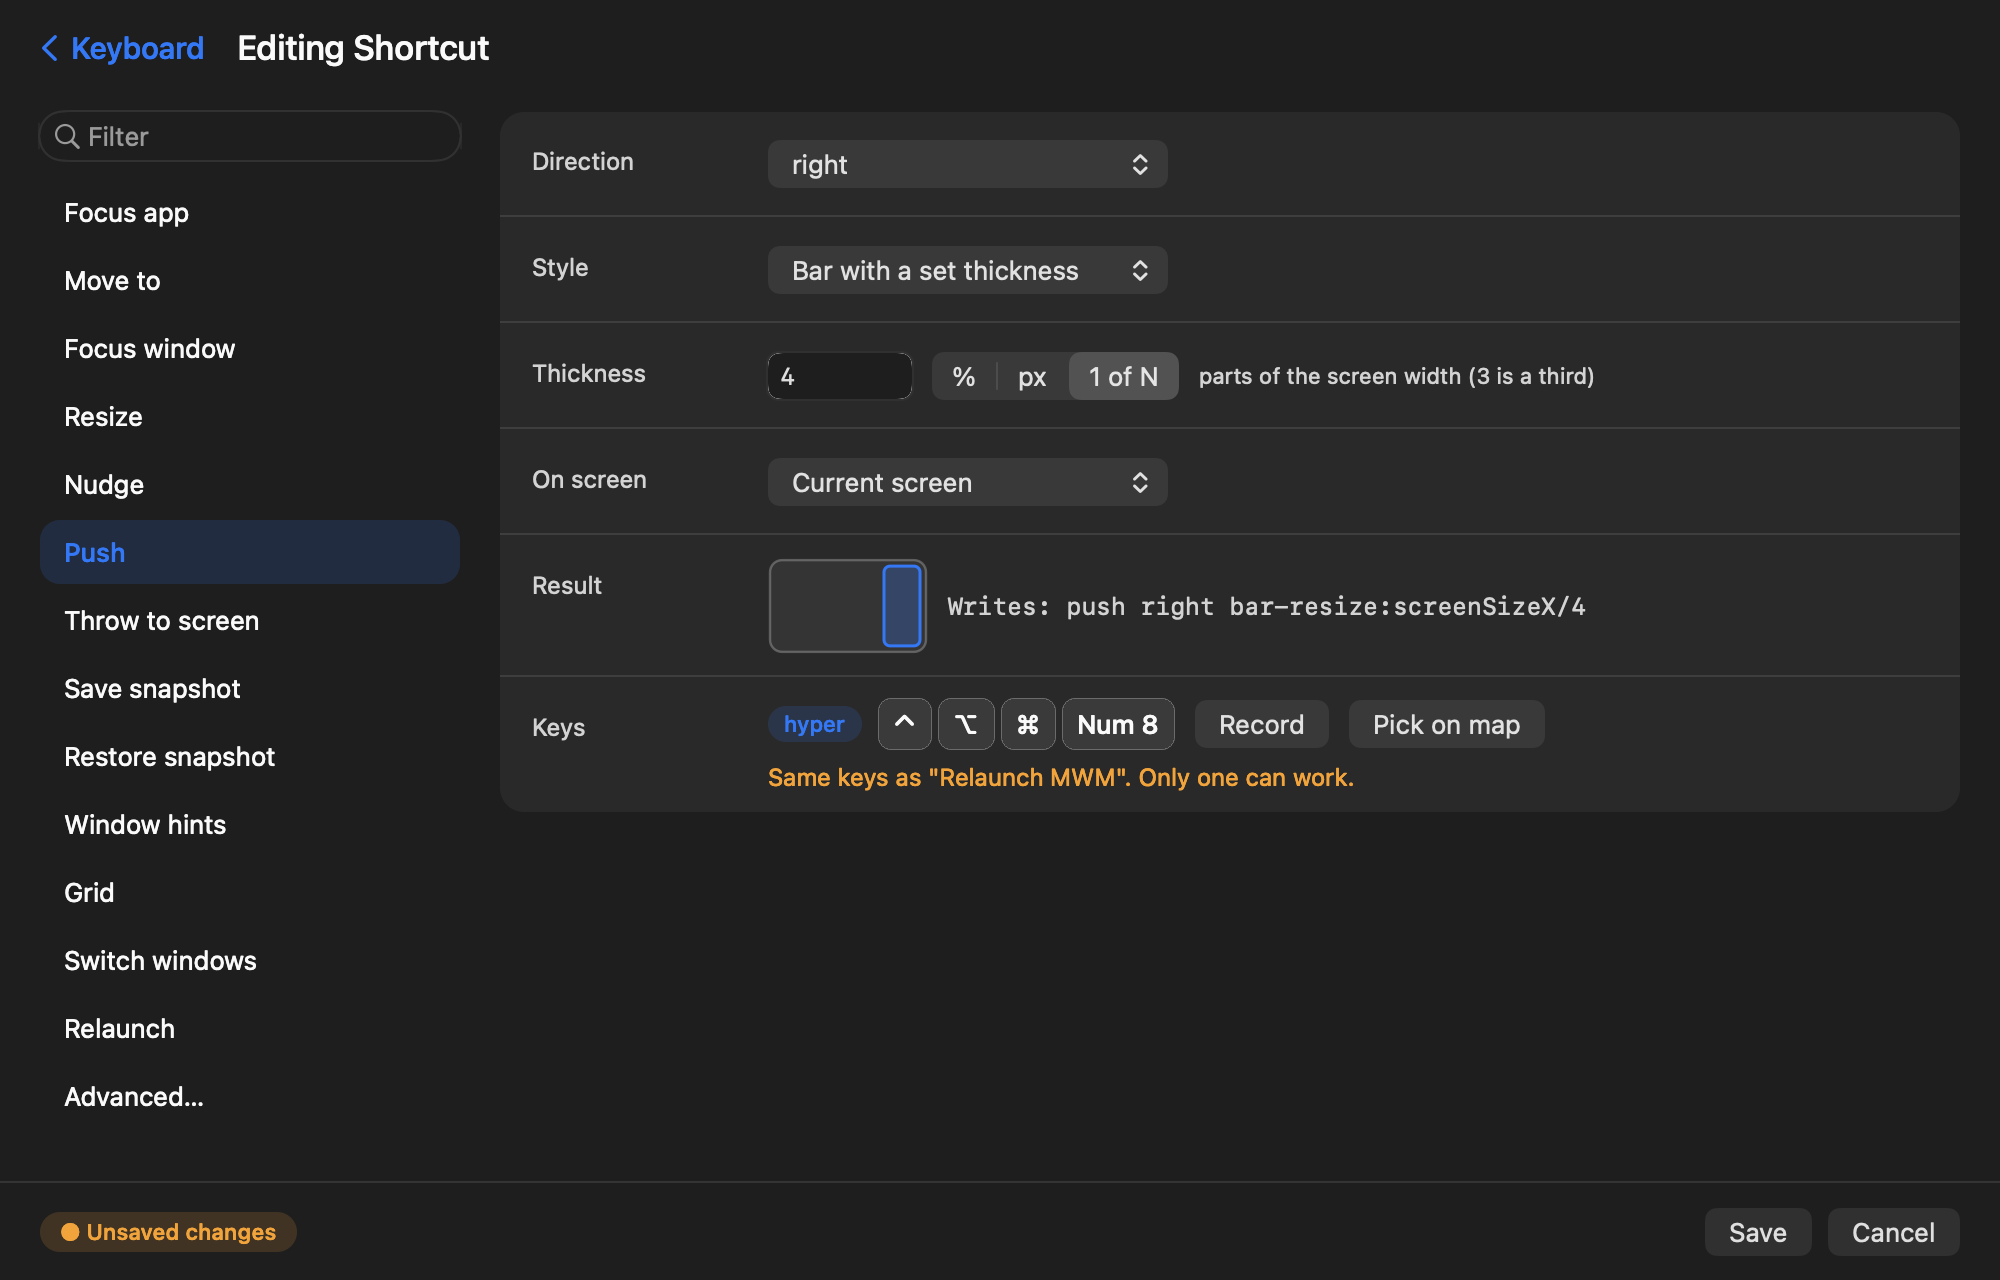 Keyboard Editing Shortcut
Filter
Focus app
Move to
Focus window
Resize
Nudge
Push
Throw to screen
Save snapshot
Restore snapshot
Window hints
Grid
Switch windows
Relaunch
Advanced...
Direction right
Style Bar with a set thickness
Thickness 4 % px 1 of N parts of the screen width (3 is a third)
On screen Current screen
Result Writes: push right bar-resize:screenSizeX/4
Keys hyper ^ ⌥ ⌘ Num 8 Record Pick on map
Same keys as "Relaunch MWM". Only one can work.
Unsaved changes Save Cancel